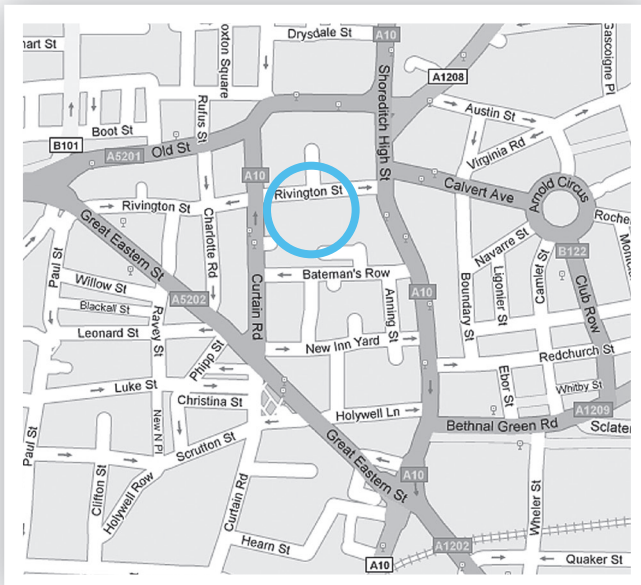 Drysdale St
A10
oxton Square
Gascoigne Pl
hart St
A1208
Rufus St
Shoreditch High St
Austin St
Boot St
B101
A5201
Old St
Virginia Rd
A10
Calvert Ave
Arnold Circus
Rivington St
Rivington St
Charlotte Rd
Great Eastern St
Paul St
Willow St
Blackall St
Leonard St
A5202
Ravey St
Phipp St
Curtain Rd
Bateman's Row
Anning St
A10
New Inn Yard
Boundary St
Navarre St
Ligonier St
Camlet St
B122
Roche
Club Row
Redchurch St
Ebor St
Whitby St
A1209
Luke St
Christina St
New N Pl
Holywell Ln
Bethnal Green Rd
Sclater
Paul St
Clifton St
Holywell Row
Scrutton St
Curtain Rd
Great Eastern St
A10
Hearn St
A10
A1202
Wheler St
Quaker St